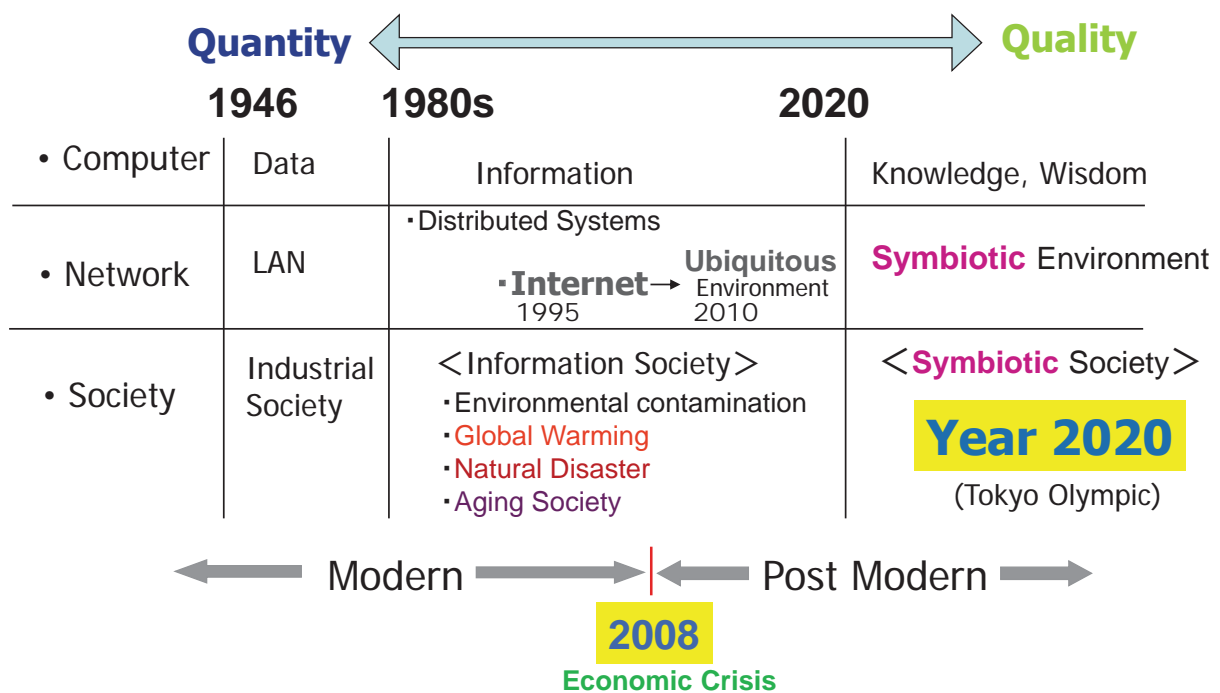 Quantity Quality
1946 1980s 2020
• Computer Data Information Knowledge, Wisdom
・Distributed Systems
• Network LAN ・Internet Ubiquitous Symbiotic Environment
Environment
1995 2010
• Society Industrial Society <Information Society> <Symbiotic Society>
・Environmental contamination
・Global Warming Year 2020
・Natural Disaster (Tokyo Olympic)
・Aging Society
Modern Post Modern
2008
Economic Crisis